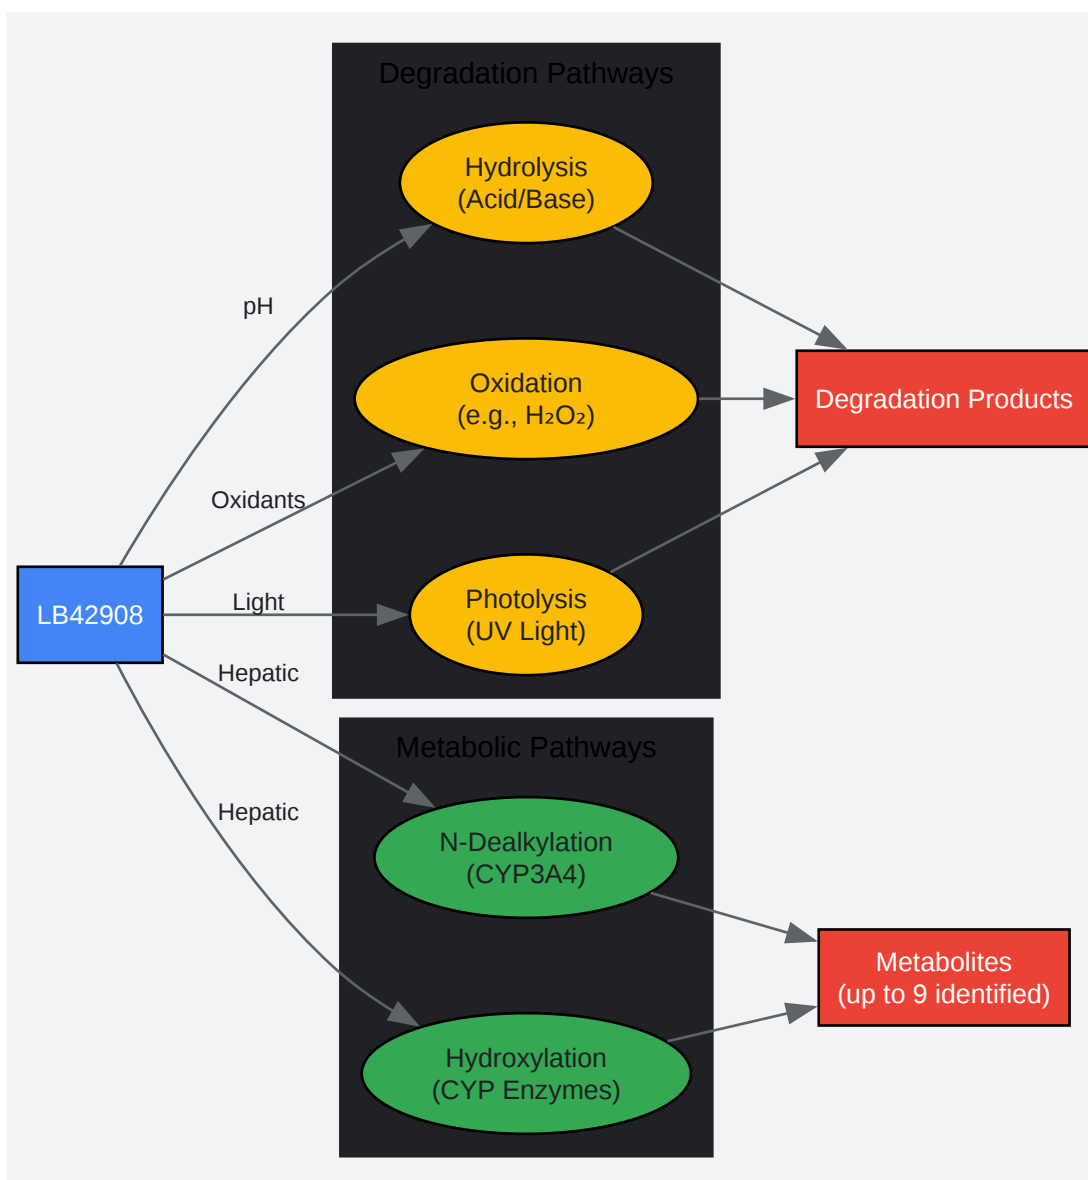 Degradation Pathways
Hydrolysis
(Acid/Base)
pH
Oxidation
(e.g., H₂O₂)
Degradation Products
Oxidants
LB42908
Light
Photolysis
(UV Light)
Hepatic
Metabolic Pathways
Hepatic
N-Dealkylation
(CYP3A4)
Metabolites
(up to 9 identified)
Hydroxylation
(CYP Enzymes)